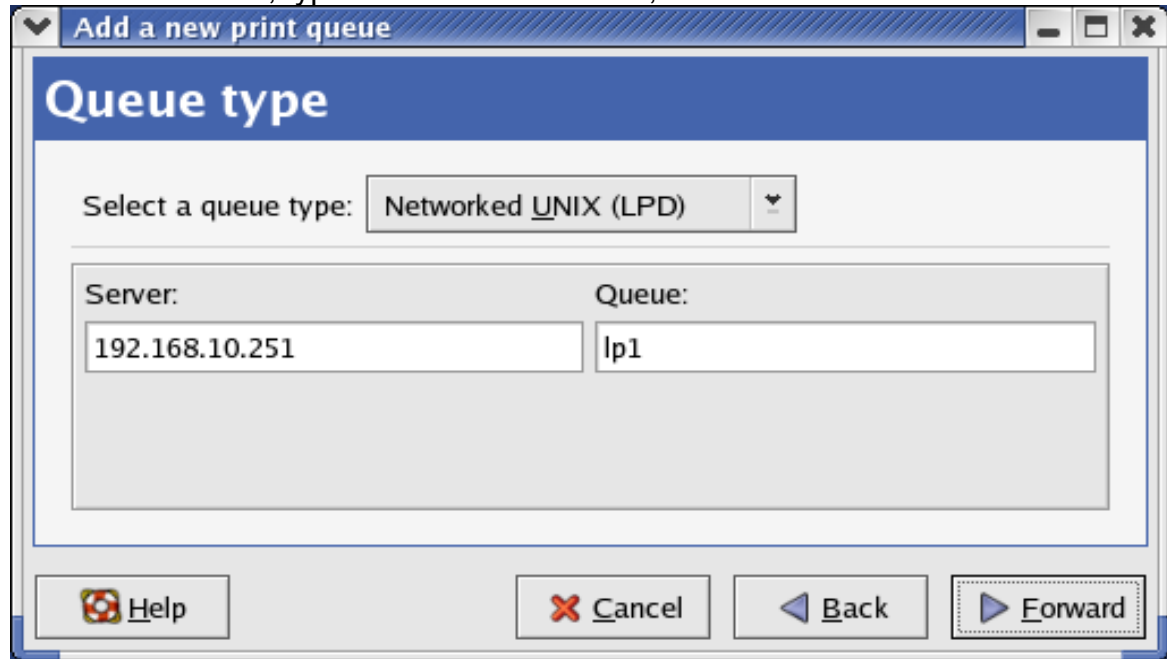 Add a new print queue
Queue type
Select a queue type: Networked UNIX (LPD)
Server: Queue:
192.168.10.251 lp1
Help Cancel Back Forward